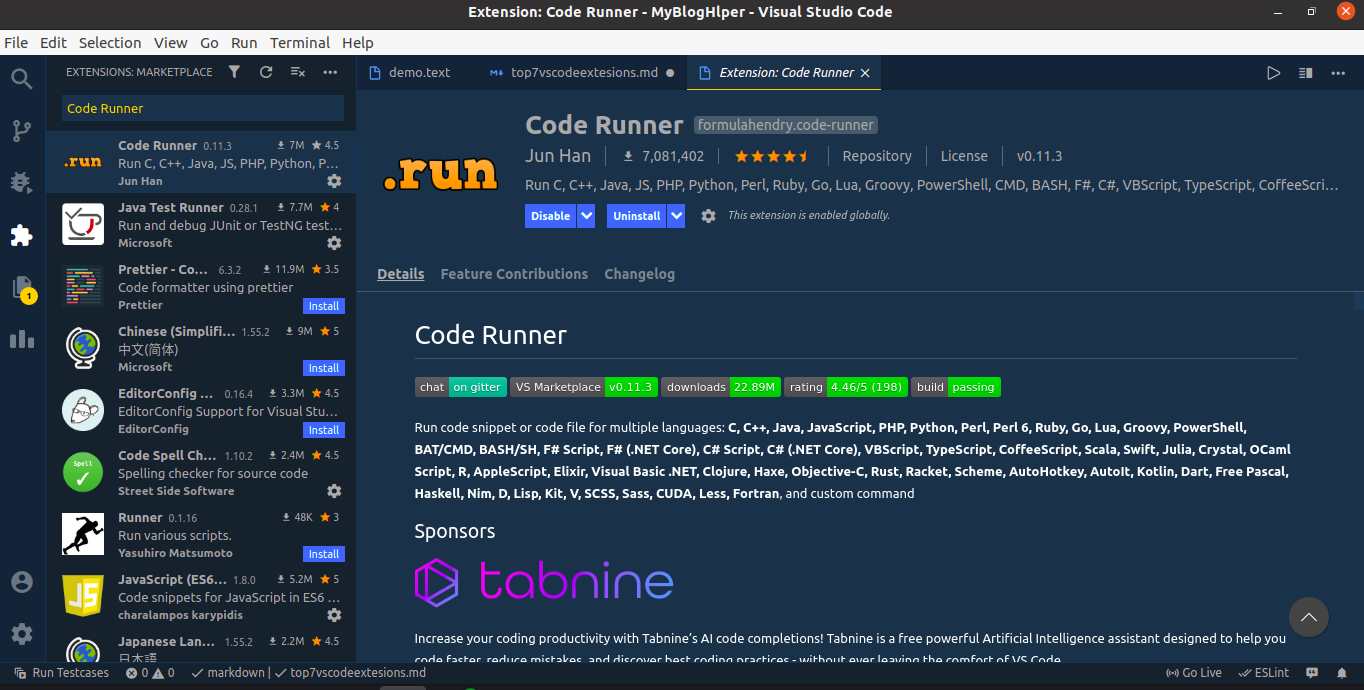 Extension: Code Runner - MyBlogHlper - Visual Studio Code
File Edit Selection View Go Run Terminal Help
EXTENSIONS: MARKETPLACE
demo.text
top7vscodeextesions.md
Extension: Code Runner
Code Runner
Code Runner 0.11.3 7M 4.5
Run C, C++, Java, JS, PHP, Python, P...
Jun Han
Java Test Runner 0.28.1 7.7M 4
Run and debug JUnit or TestNG test...
Microsoft
Prettier - Co... 6.3.2 11.9M 3.5
Code formatter using prettier
Prettier
Install
Chinese (Simplifi... 1.55.2 9M 5
中文(简体)
Microsoft
Install
EditorConfig ... 0.16.4 3.3M 4.5
EditorConfig Support for Visual Stu...
EditorConfig
Install
Spell
Code Spell Ch... 1.10.2 2.4M 4.5
Spelling checker for source code
Street Side Software
Runner 0.1.16 48K 3
Run various scripts.
Yasuhiro Matsumoto
Install
JS
JavaScript (ES6... 1.8.0 5.2M 5
Code snippets for JavaScript in ES6 ...
charalampos karypidis
Japanese Lan... 1.55.2 2.2M 4.5
日本語
1
.run
.run
Code Runner formulahendry.code-runner
Jun Han 7,081,402 Repository License v0.11.3
Run C, C++, Java, JS, PHP, Python, Perl, Ruby, Go, Lua, Groovy, PowerShell, CMD, BASH, F#, C#, VBScript, TypeScript, CoffeeScri...
Disable Uninstall This extension is enabled globally.
Details Feature Contributions Changelog
Code Runner
chat on gitter VS Marketplace v0.11.3 downloads 22.89M rating 4.46/5 (198) build passing
Run code snippet or code file for multiple languages: C, C++, Java, JavaScript, PHP, Python, Perl, Perl 6, Ruby, Go, Lua, Groovy, PowerShell,
BAT/CMD, BASH/SH, F# Script, F# (.NET Core), C# Script, C# (.NET Core), VBScript, TypeScript, CoffeeScript, Scala, Swift, Julia, Crystal, OCaml
Script, R, AppleScript, Elixir, Visual Basic .NET, Clojure, Haxe, Objective-C, Rust, Racket, Scheme, AutoHotkey, AutoIt, Kotlin, Dart, Free Pascal,
Haskell, Nim, D, Lisp, Kit, V, SCSS, Sass, CUDA, Less, Fortran, and custom command
Sponsors
tabnine
Increase your coding productivity with Tabnine's AI code completions! Tabnine is a free powerful Artificial Intelligence assistant designed to help you
code faster, reduce mistakes, and discover best coding practices - without ever leaving the comfort of VS Code.
Run Testcases 0 0 markdown | top7vscodeextesions.md Go Live ESLint